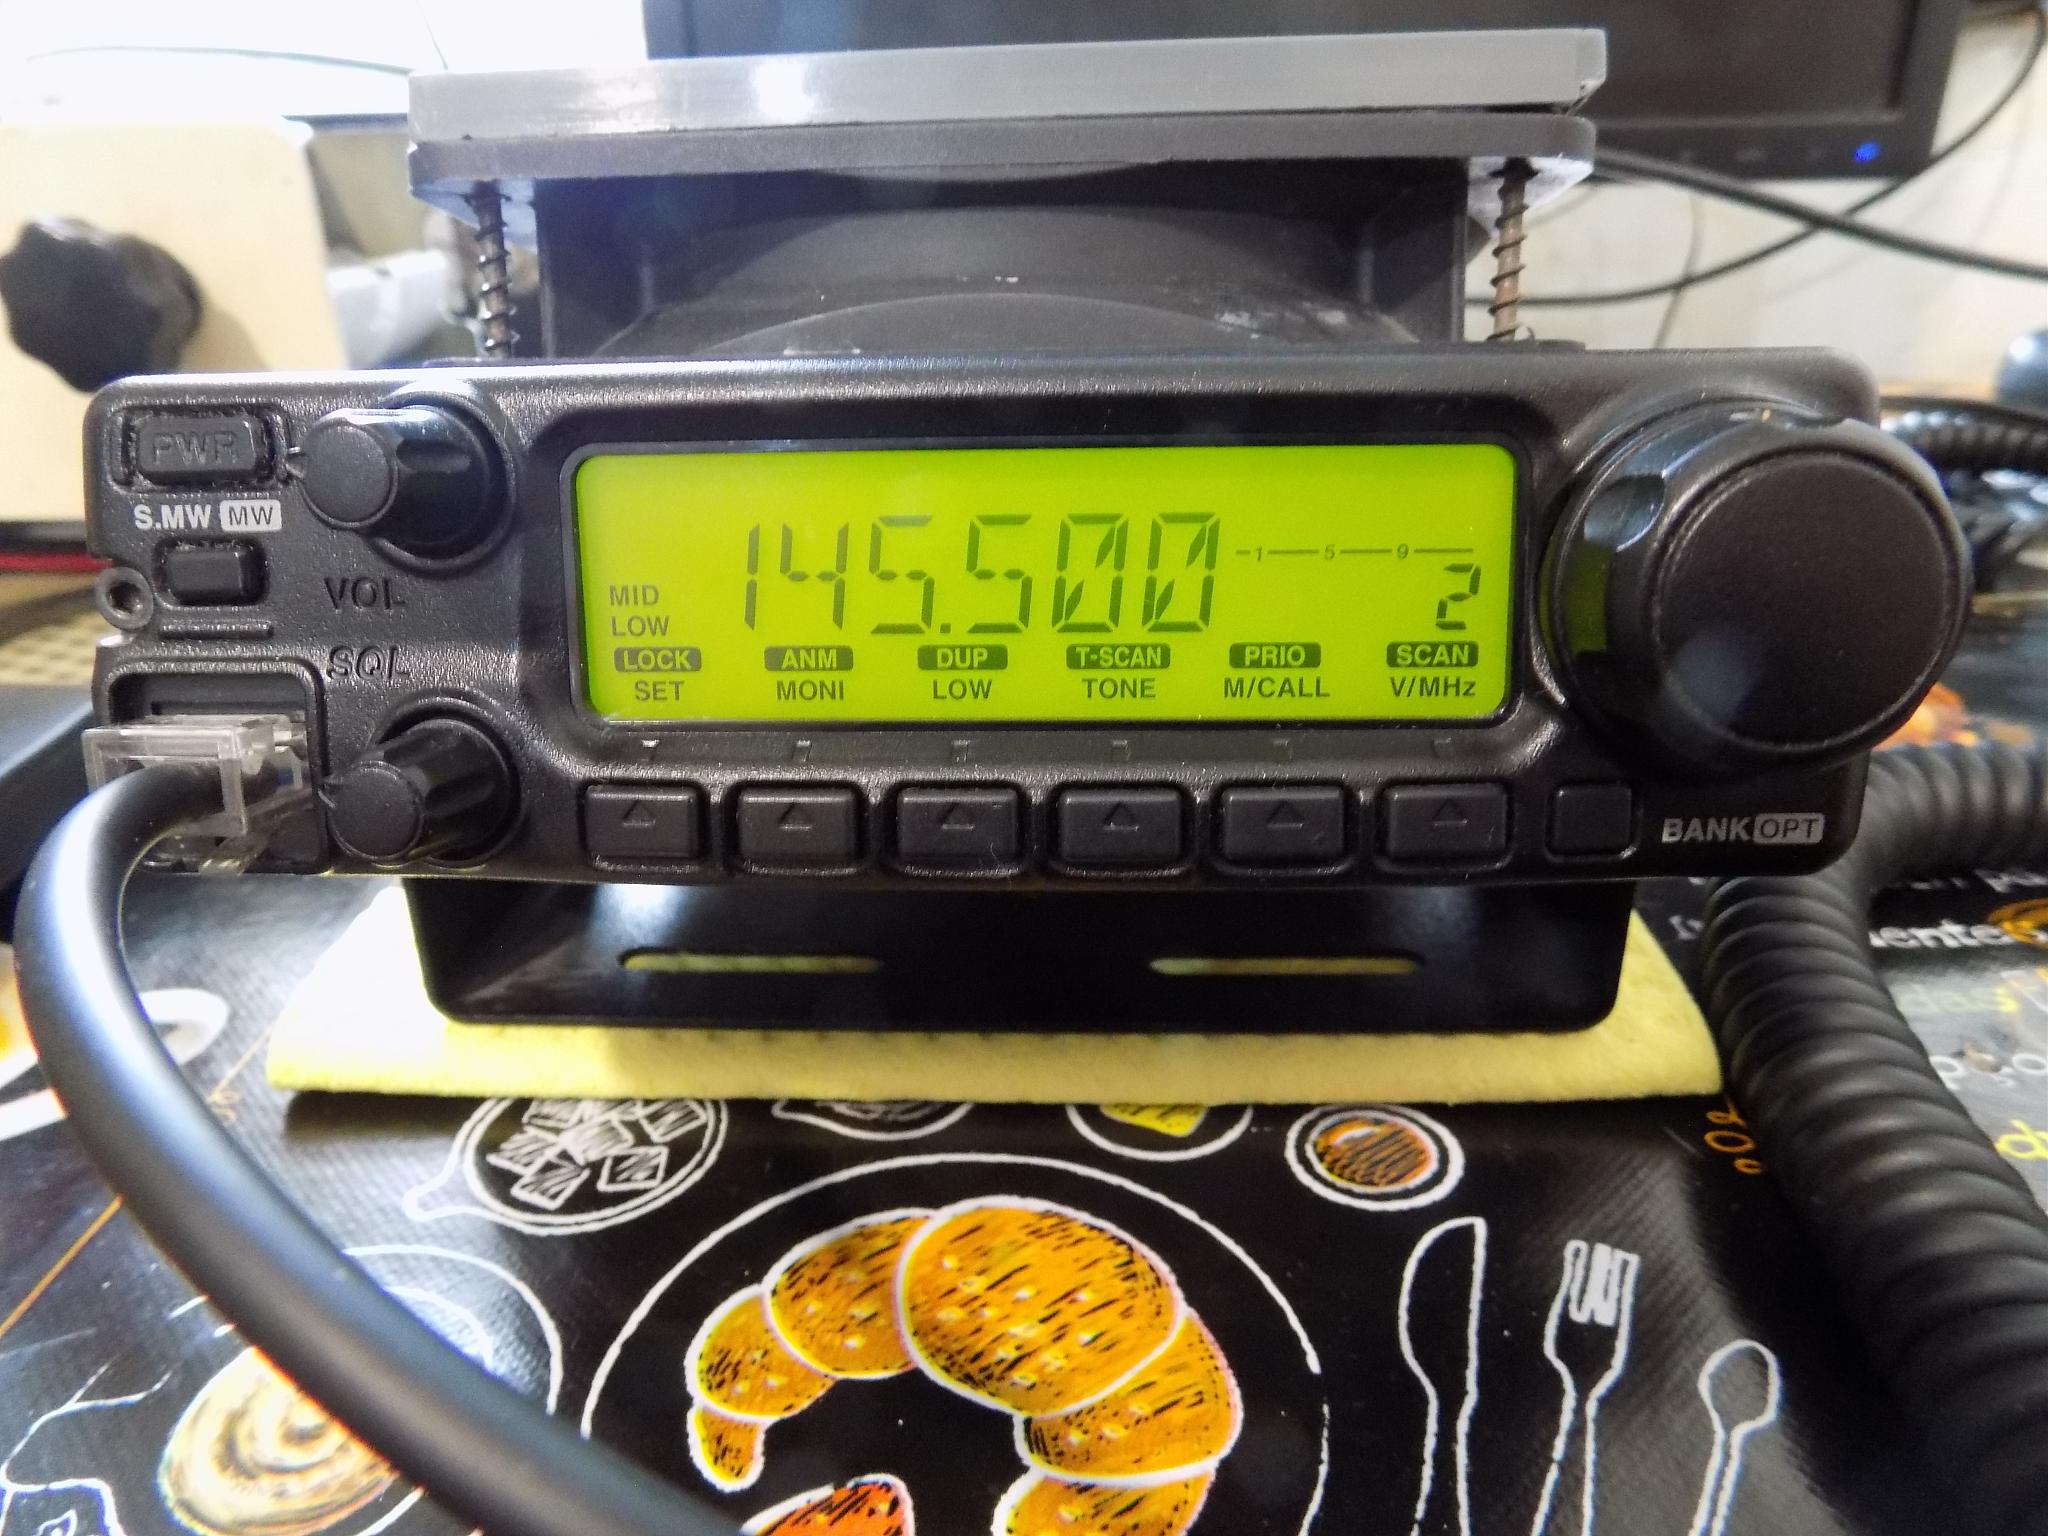 PWR
S.MW MW
VOL
SQL
145.500
-1—5—9—
2
MID
LOW
LOCK ANM DUP T-SCAN PRIO SCAN
SET MONI LOW TONE M/CALL V/MHz
BANK OPT